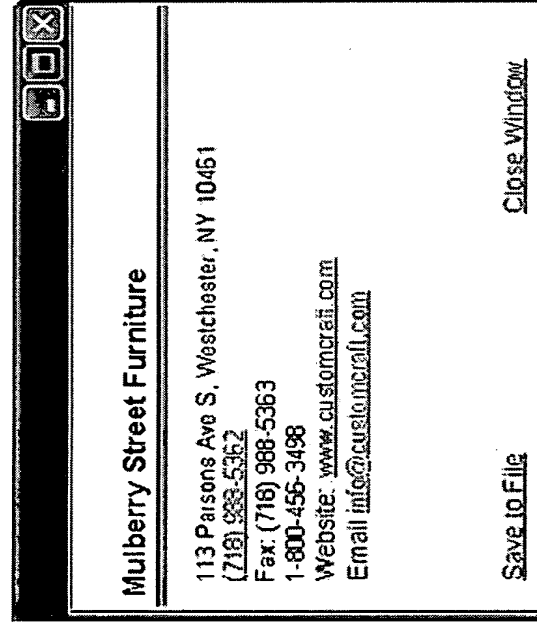 Mulberry Street Furniture
113 Parsons Ave S, Westchester, NY 10461
(718) 988-5362
Fax: (718) 988-5363
1-800-456-3498
Website: www.customcraft.com
Email info@customcraft.com
Save to File
Close Window